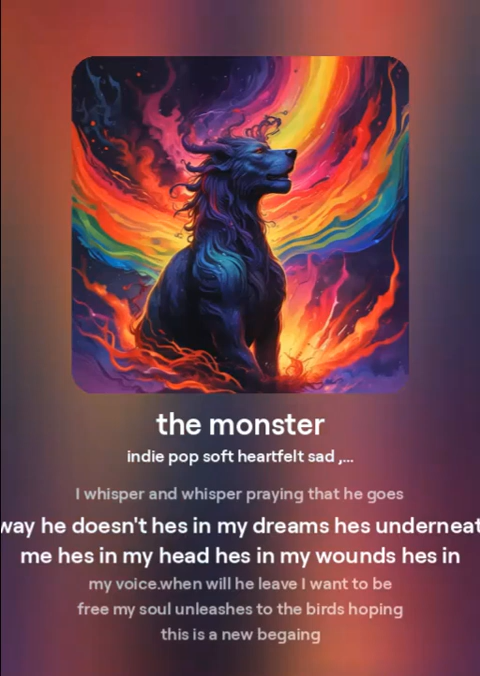 the monster
indie pop soft heartfelt sad ,...
I whisper and whisper praying that he goes
way he doesn't hes in my dreams hes underneat
me hes in my head hes in my wounds hes in
my voice.when will he leave I want to be
free my soul unleashes to the birds hoping
this is a new begaing